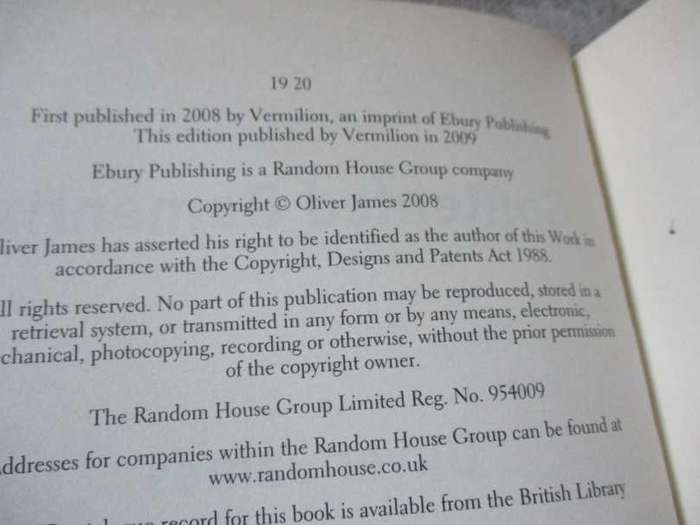 19 20
First published in 2008 by Vermilion, an imprint of Ebury Publishing
This edition published by Vermilion in 2009
Ebury Publishing is a Random House Group company
Copyright © Oliver James 2008
liver James has asserted his right to be identified as the author of this Work in
accordance with the Copyright, Designs and Patents Act 1988.
ll rights reserved. No part of this publication may be reproduced, stored in a
retrieval system, or transmitted in any form or by any means, electronic,
chanical, photocopying, recording or otherwise, without the prior permission
of the copyright owner.
The Random House Group Limited Reg. No. 954009
ddresses for companies within the Random House Group can be found at
www.randomhouse.co.uk
record for this book is available from the British Library